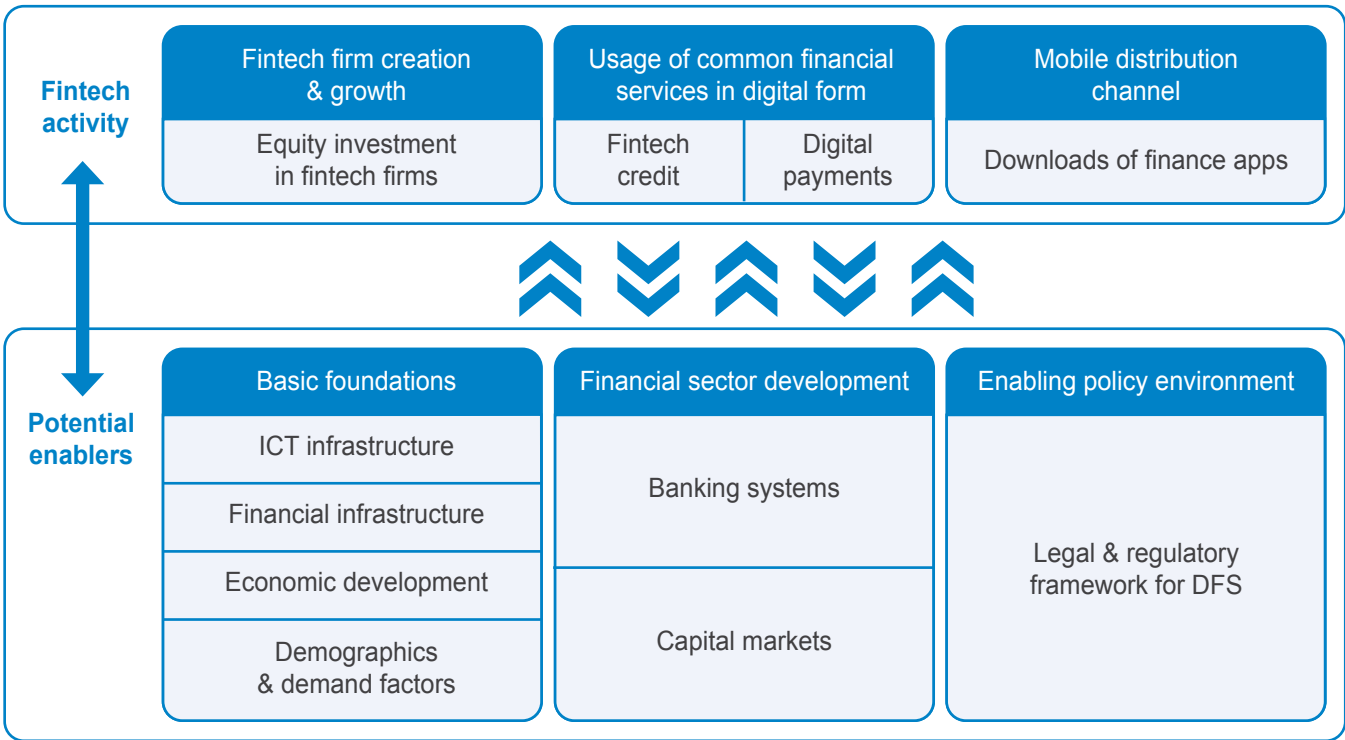 Fintech
activity
Fintech firm creation
& growth
Equity investment
in fintech firms
Usage of common financial
services in digital form
Fintech
credit
Digital
payments
Mobile distribution
channel
Downloads of finance apps
Potential
enablers
Basic foundations
ICT infrastructure
Financial infrastructure
Economic development
Demographics
& demand factors
Financial sector development
Banking systems
Capital markets
Enabling policy environment
Legal & regulatory
framework for DFS